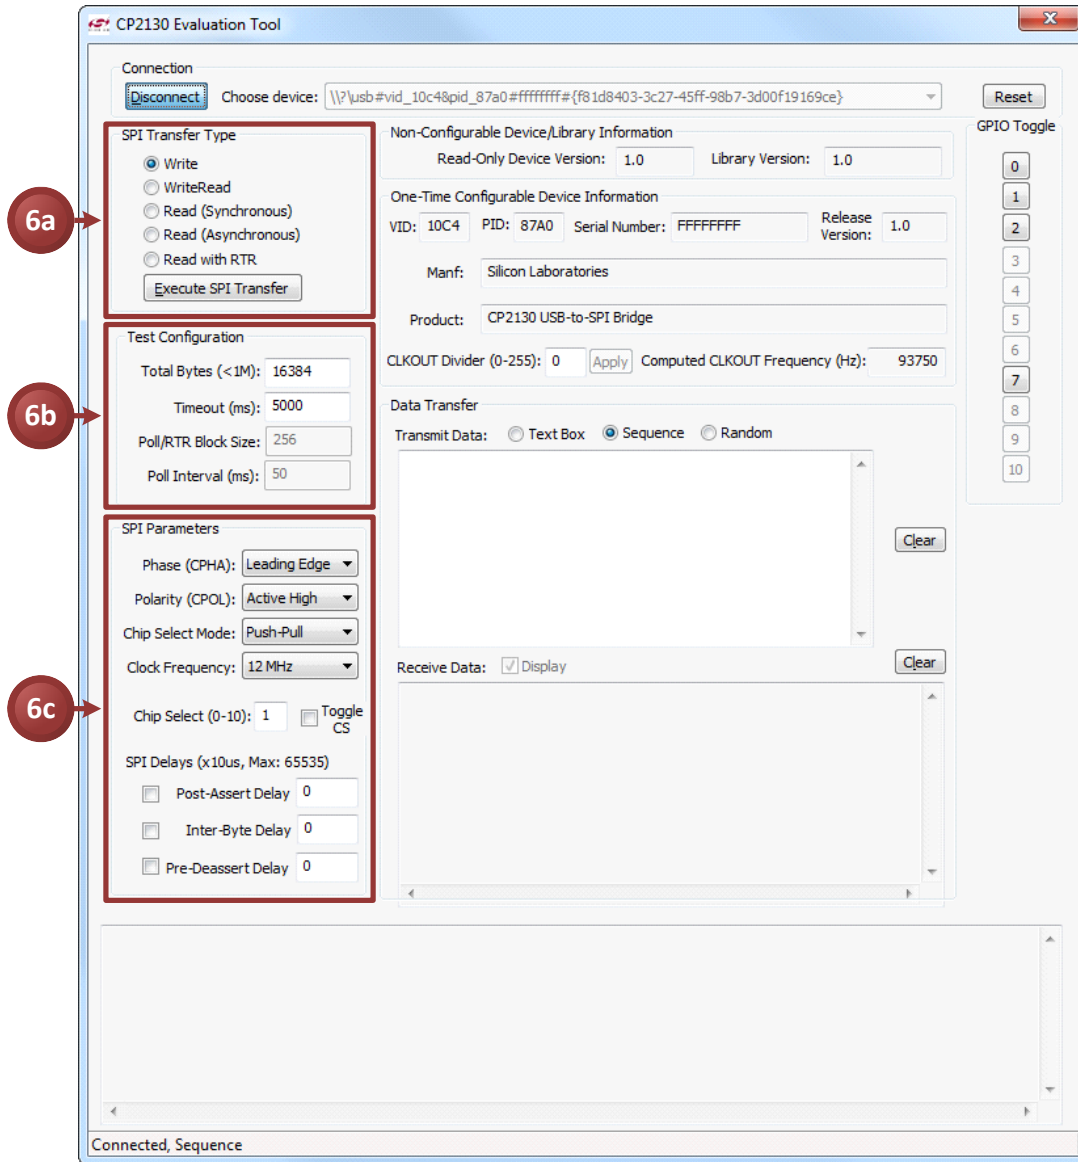 CP2130 Evaluation Tool
Connection
Disconnect Choose device: \\?\usb#vid_10c4&pid_87a0#ffffffff#{f81d8403-3c27-45ff-98b7-3d00f19169ce} Reset
6a
SPI Transfer Type
Write
WriteRead
Read (Synchronous)
Read (Asynchronous)
Read with RTR
Execute SPI Transfer
6b
Test Configuration
Total Bytes (<1M): 16384
Timeout (ms): 5000
Poll/RTR Block Size: 256
Poll Interval (ms): 50
6c
SPI Parameters
Phase (CPHA): Leading Edge
Polarity (CPOL): Active High
Chip Select Mode: Push-Pull
Clock Frequency: 12 MHz
Chip Select (0-10): 1 Toggle
CS
SPI Delays (x10us, Max: 65535)
Post-Assert Delay 0
Inter-Byte Delay 0
Pre-Deassert Delay 0
Non-Configurable Device/Library Information
Read-Only Device Version: 1.0 Library Version: 1.0
One-Time Configurable Device Information
VID: 10C4 PID: 87A0 Serial Number: FFFFFFFF Release
Version: 1.0
Manf: Silicon Laboratories
Product: CP2130 USB-to-SPI Bridge
CLKOUT Divider (0-255): 0 Apply Computed CLKOUT Frequency (Hz): 93750
Data Transfer
Transmit Data: Text Box Sequence Random
Clear
Receive Data: Display Clear
GPIO Toggle
0
1
2
3
4
5
6
7
8
9
10
Connected, Sequence